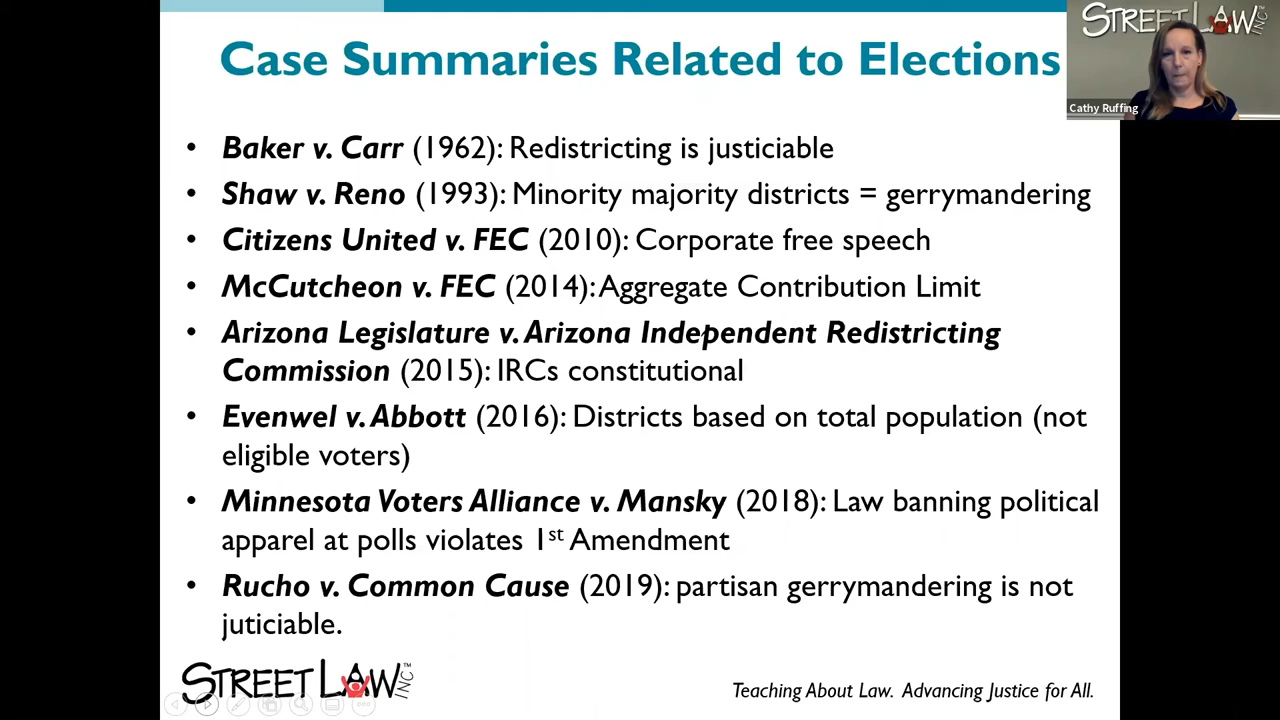 Case Summaries Related to Elections
STREET LAW INC
Cathy Ruffing
• Baker v. Carr (1962): Redistricting is justiciable
• Shaw v. Reno (1993): Minority majority districts = gerrymandering
• Citizens United v. FEC (2010): Corporate free speech
• McCutcheon v. FEC (2014): Aggregate Contribution Limit
• Arizona Legislature v. Arizona Independent Redistricting
Commission (2015): IRCs constitutional
• Evenwel v. Abbott (2016): Districts based on total population (not
eligible voters)
• Minnesota Voters Alliance v. Mansky (2018): Law banning political
apparel at polls violates 1st Amendment
• Rucho v. Common Cause (2019): partisan gerrymandering is not
juticiable.
STREET LAW INC™
Teaching About Law. Advancing Justice for All.